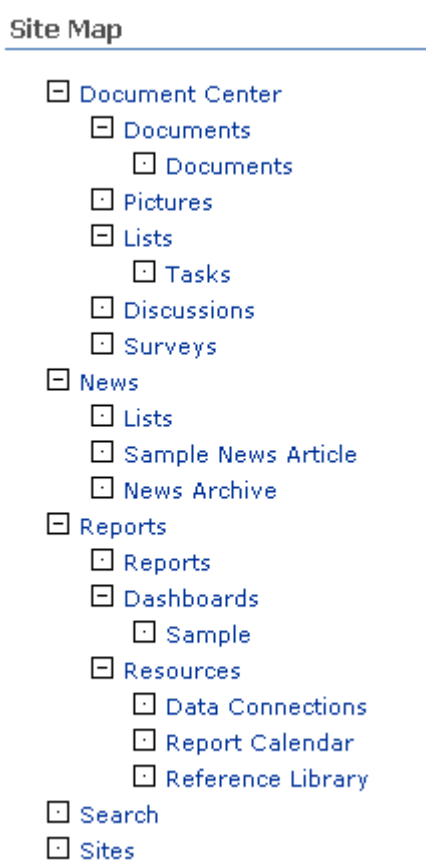 Site Map
Document Center
Documents
Documents
Pictures
Lists
Tasks
Discussions
Surveys
News
Lists
Sample News Article
News Archive
Reports
Reports
Dashboards
Sample
Resources
Data Connections
Report Calendar
Reference Library
Search
Sites